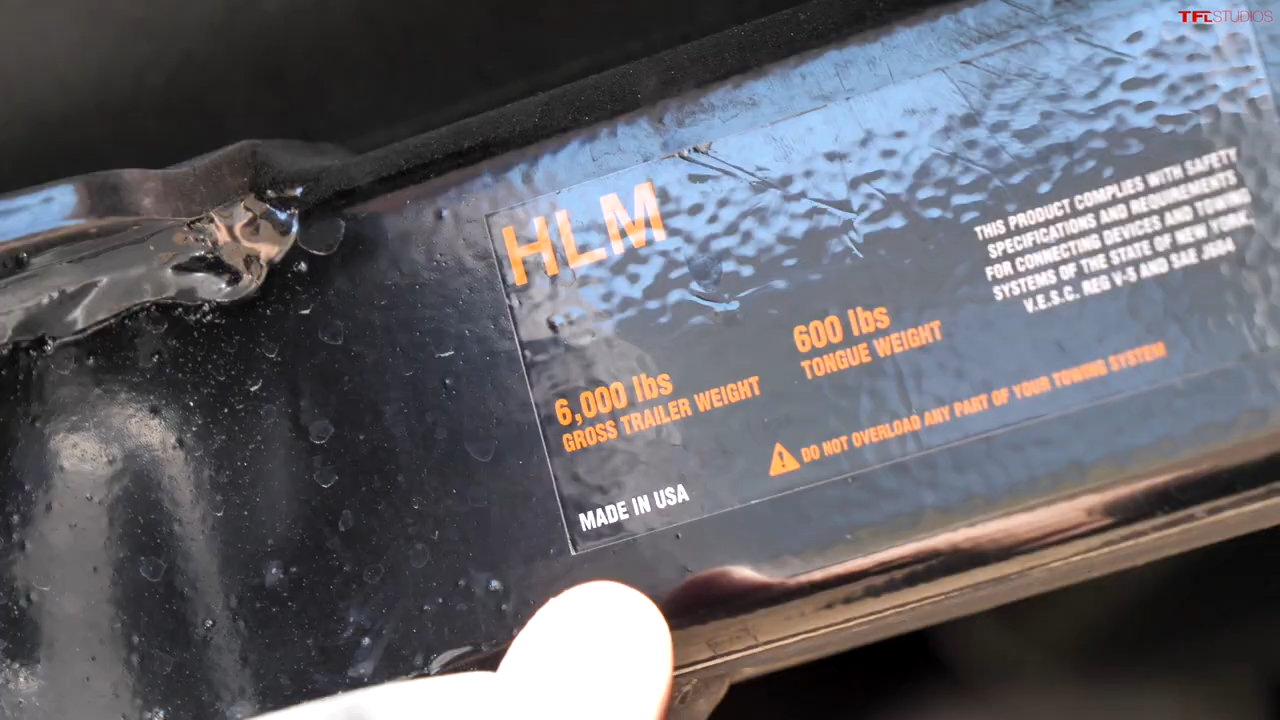 TFLSTUDIOS
HLM
6,000 lbs
GROSS TRAILER WEIGHT
600 lbs
TONGUE WEIGHT
THIS PRODUCT COMPLIES WITH SAFETY
SPECIFICATIONS AND REQUIREMENTS
FOR CONNECTING DEVICES AND TOWING
SYSTEMS OF THE STATE OF NEW YORK.
V.E.S.C. REG V-5 AND SAE J684
DO NOT OVERLOAD ANY PART OF YOUR TOWING SYSTEM
MADE IN USA